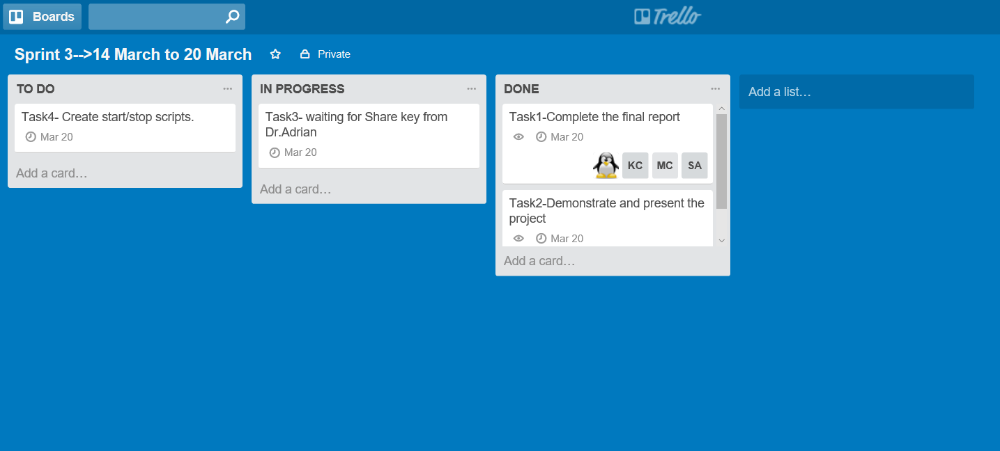 Boards
Trello
Sprint 3-->14 March to 20 March
Private
TO DO
Task4- Create start/stop scripts.
Mar 20
Add a card…
IN PROGRESS
Task3- waiting for Share key from
Dr.Adrian
Mar 20
Add a card…
DONE
Task1-Complete the final report
Mar 20
KC MC SA
Task2-Demonstrate and present the
project
Mar 20
Add a card…
Add a list…